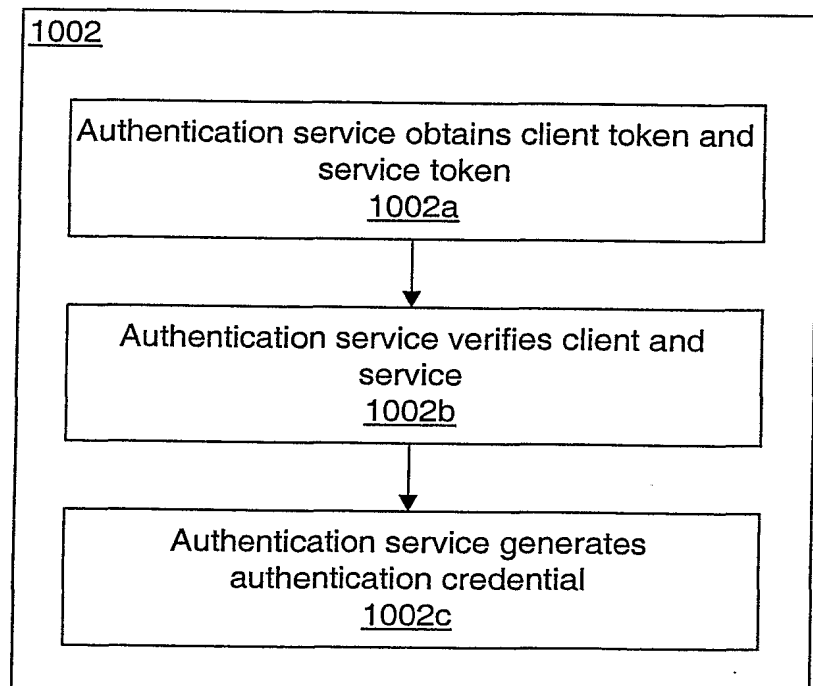 1002
Authentication service obtains client token and
service token
1002a
Authentication service verifies client and
service
1002b
Authentication service generates
authentication credential
1002c